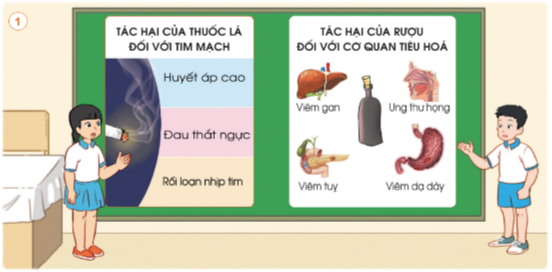 1
TÁC HẠI CỦA THUỐC LÁ
ĐỐI VỚI TIM MẠCH
Huyết áp cao
Đau thắt ngực
Rối loạn nhịp tim
TÁC HẠI CỦA RƯỢU
ĐỐI VỚI CƠ QUAN TIÊU HOÁ
Viêm gan
Ung thư họng
Viêm tuỵ
Viêm dạ dày